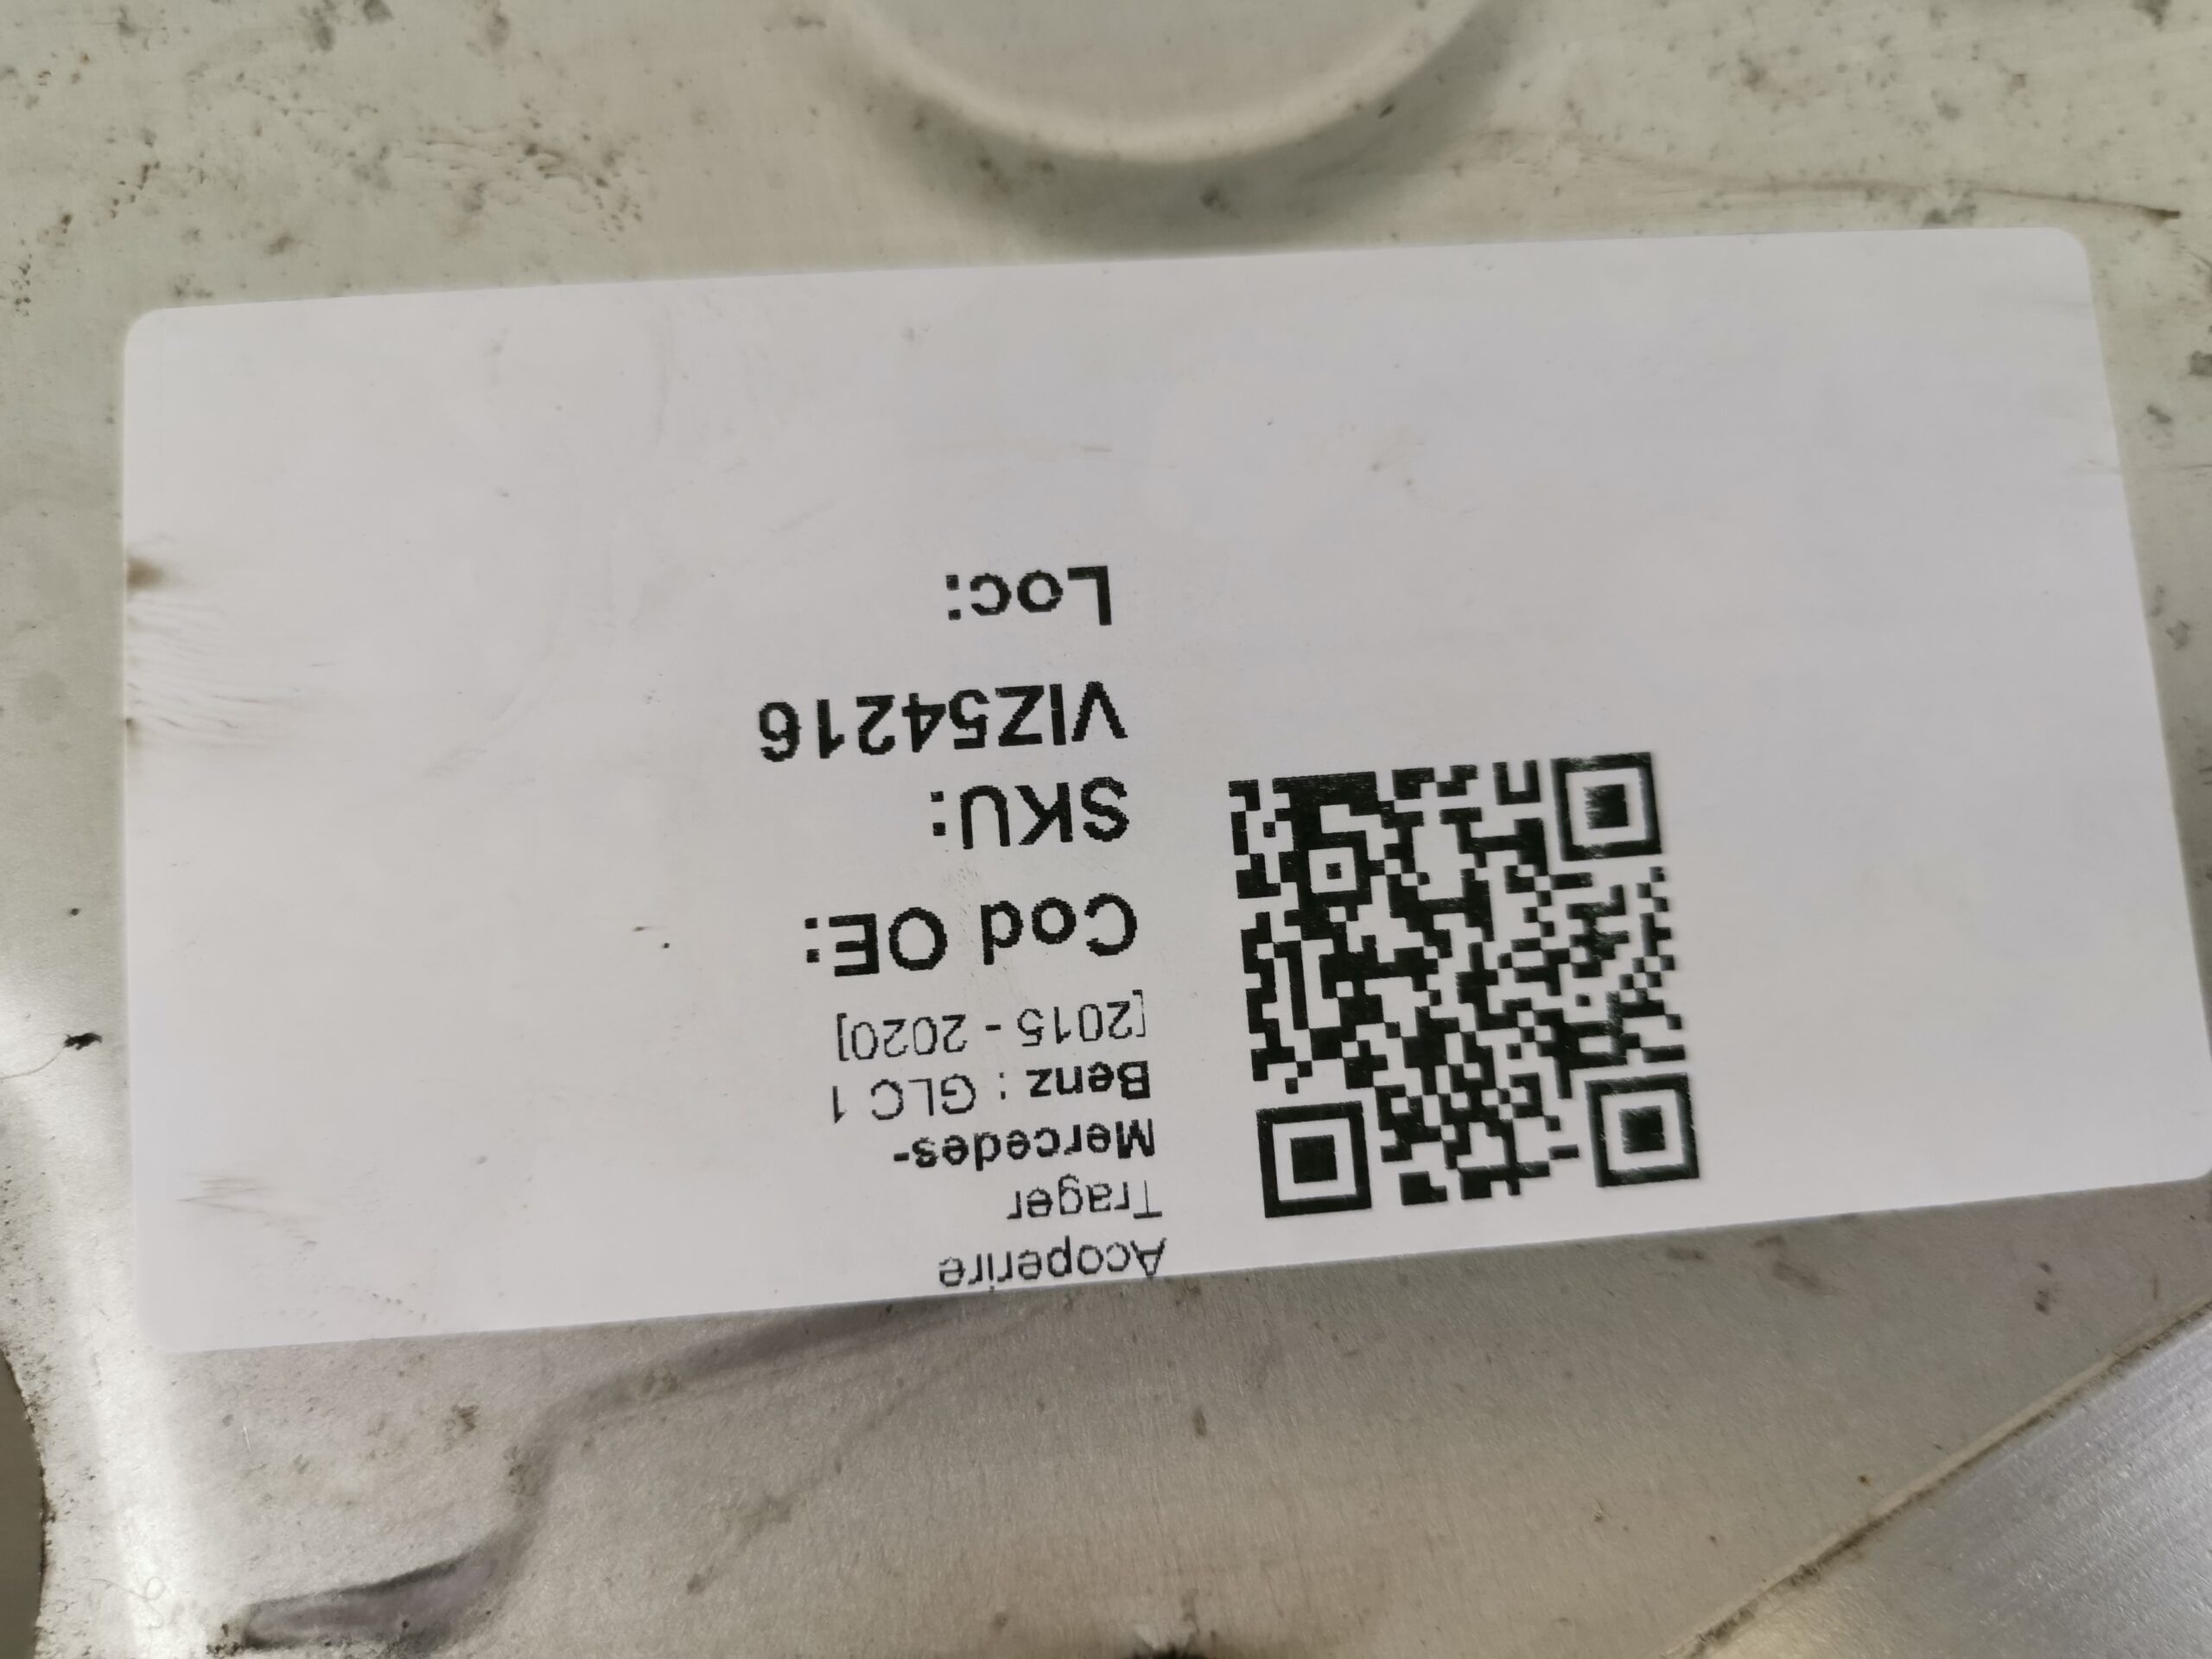 Acoperire
Trager
Mercedes-
Benz : GLC 1
[2015 - 2020]
Cod OE:
SKU:
VIZ54216
Loc: